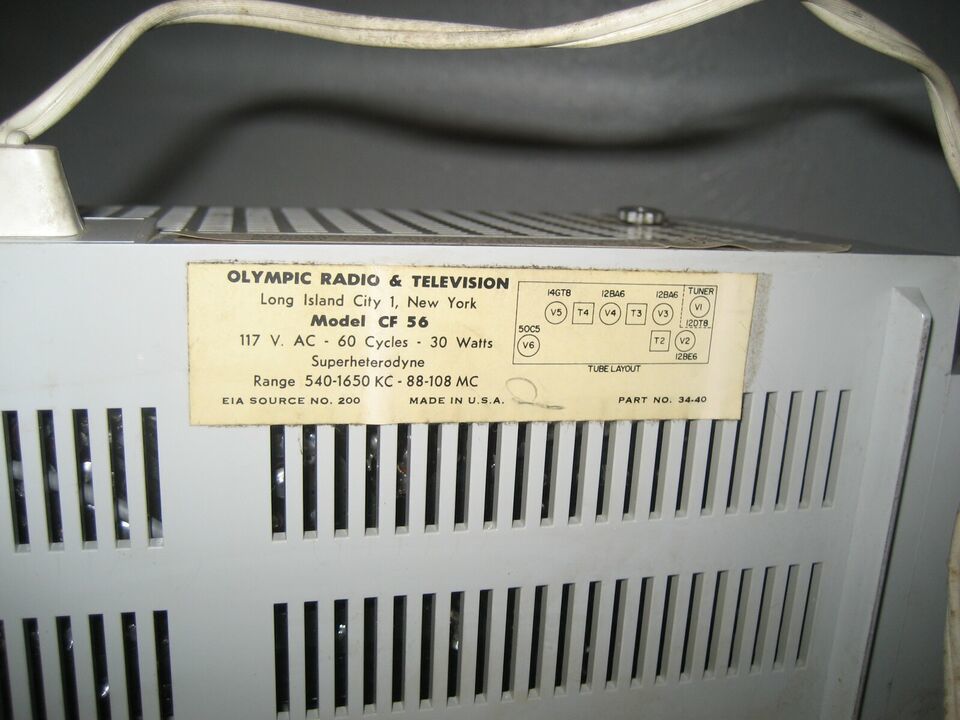 OLYMPIC RADIO & TELEVISION
Long Island City 1, New York
Model CF 56
117 V. AC - 60 Cycles - 30 Watts
Superheterodyne
Range 540-1650 KC - 88-108 MC
EIA SOURCE NO. 200 MADE IN U.S.A. PART NO. 34-40
14GT8 12BA6 12BA6 TUNER
V5 T4 V4 T3 V3 V1
12DT8
50C5
V6 T2 V2
12BE6
TUBE LAYOUT
2